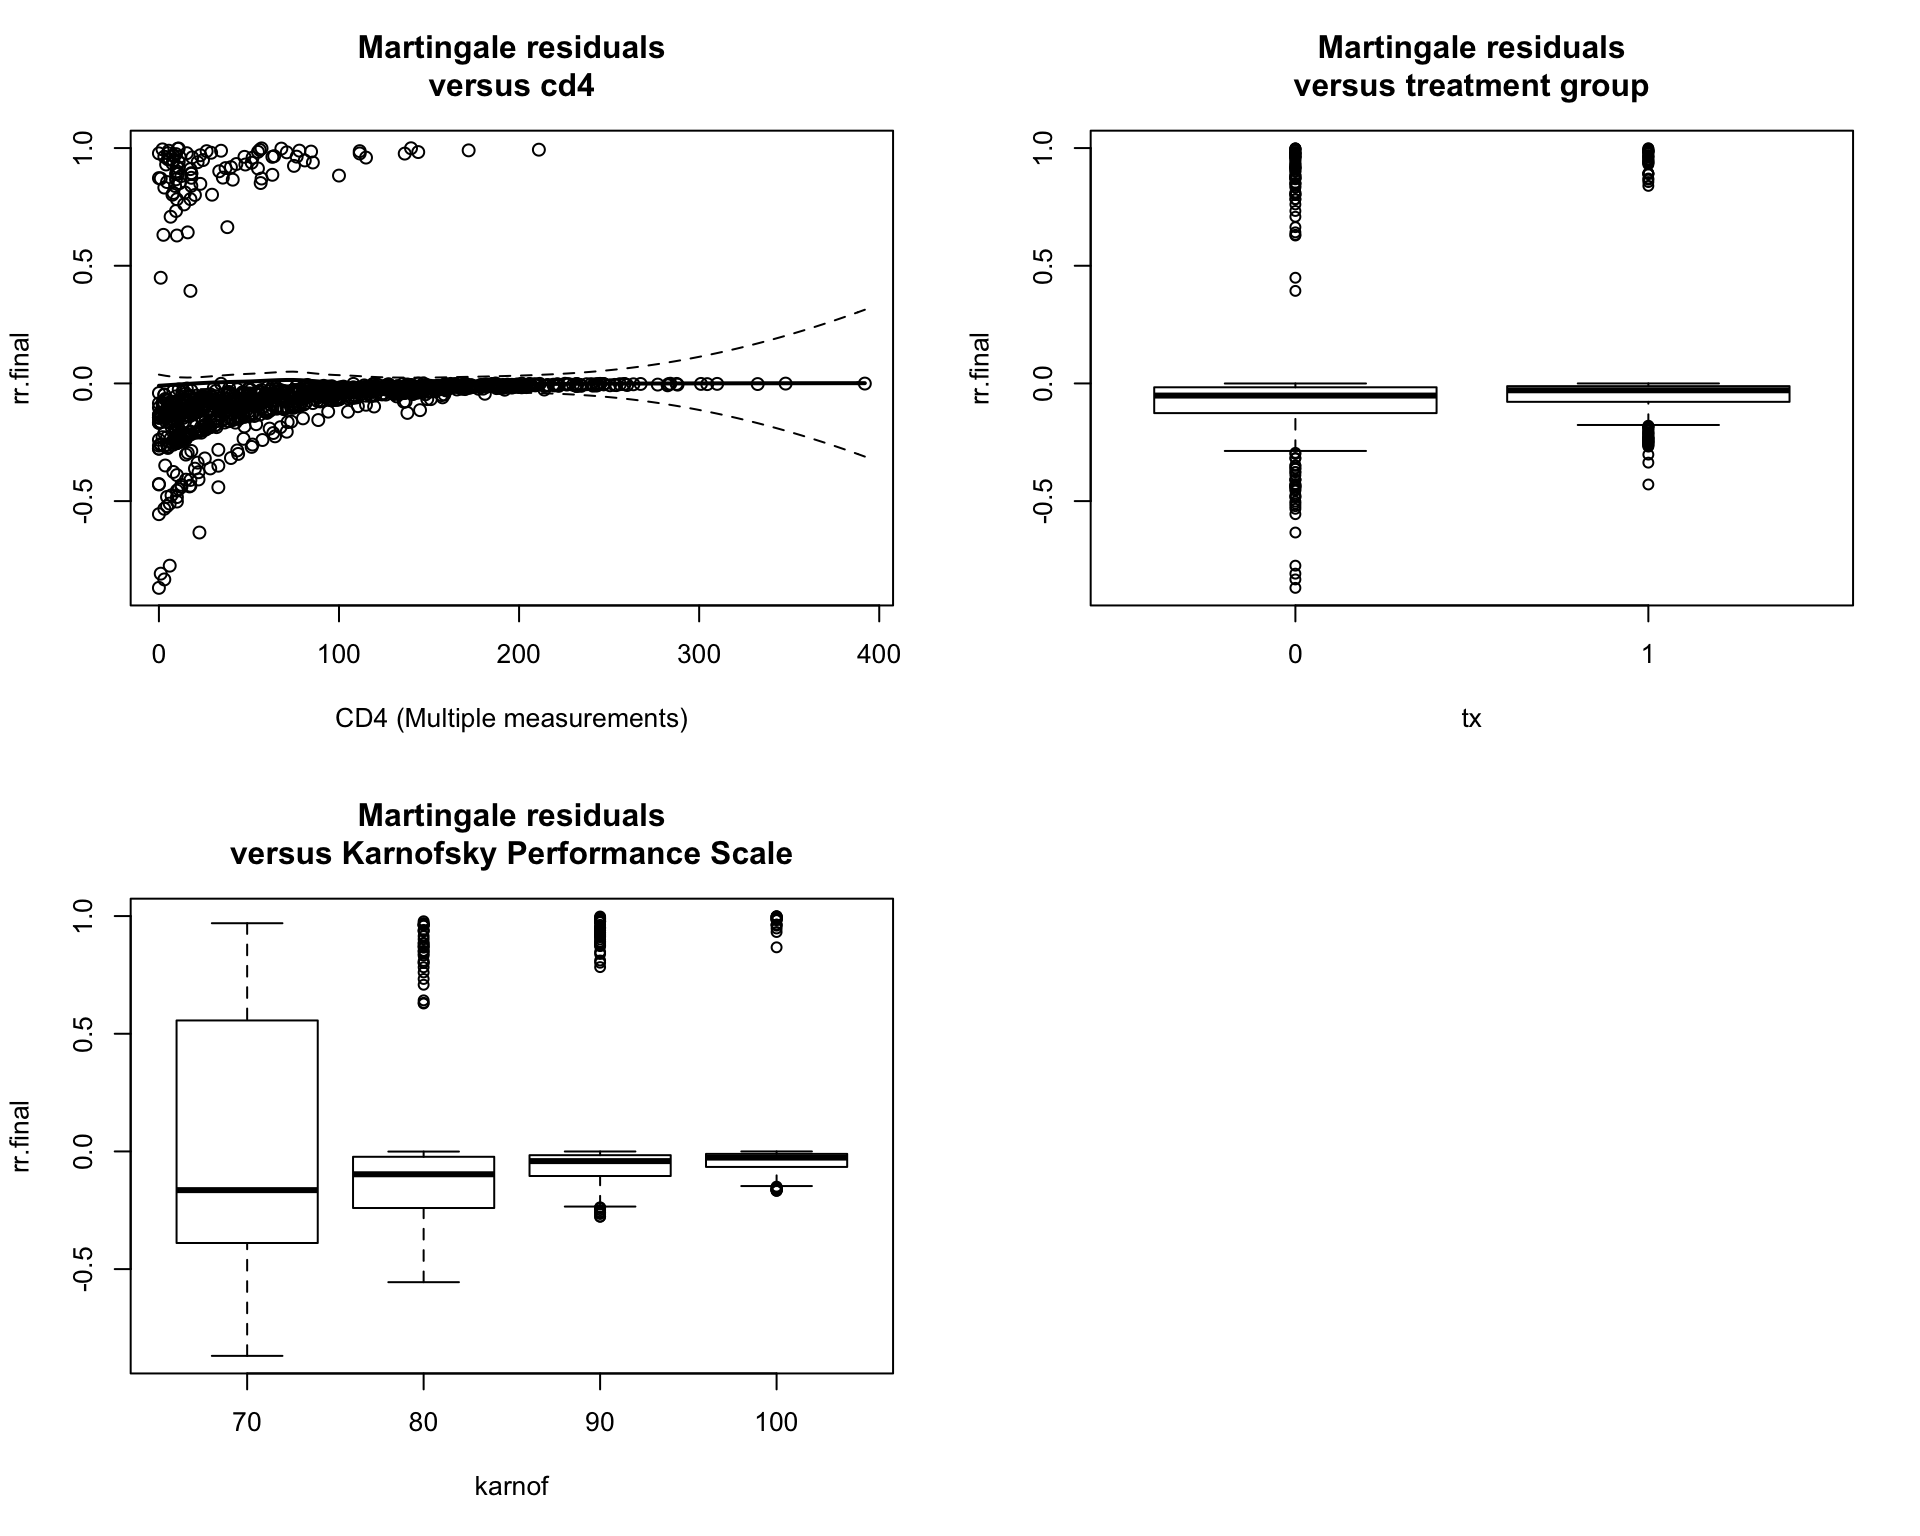 Martingale residuals
versus cd4
rr.final
1.0
0.5
0.0
-0.5
0 100 200 300 400
CD4 (Multiple measurements)
Martingale residuals
versus treatment group
rr.final
1.0
0.5
0.0
-0.5
0 1
tx
Martingale residuals
versus Karnofsky Performance Scale
rr.final
1.0
0.5
0.0
-0.5
70 80 90 100
karnof